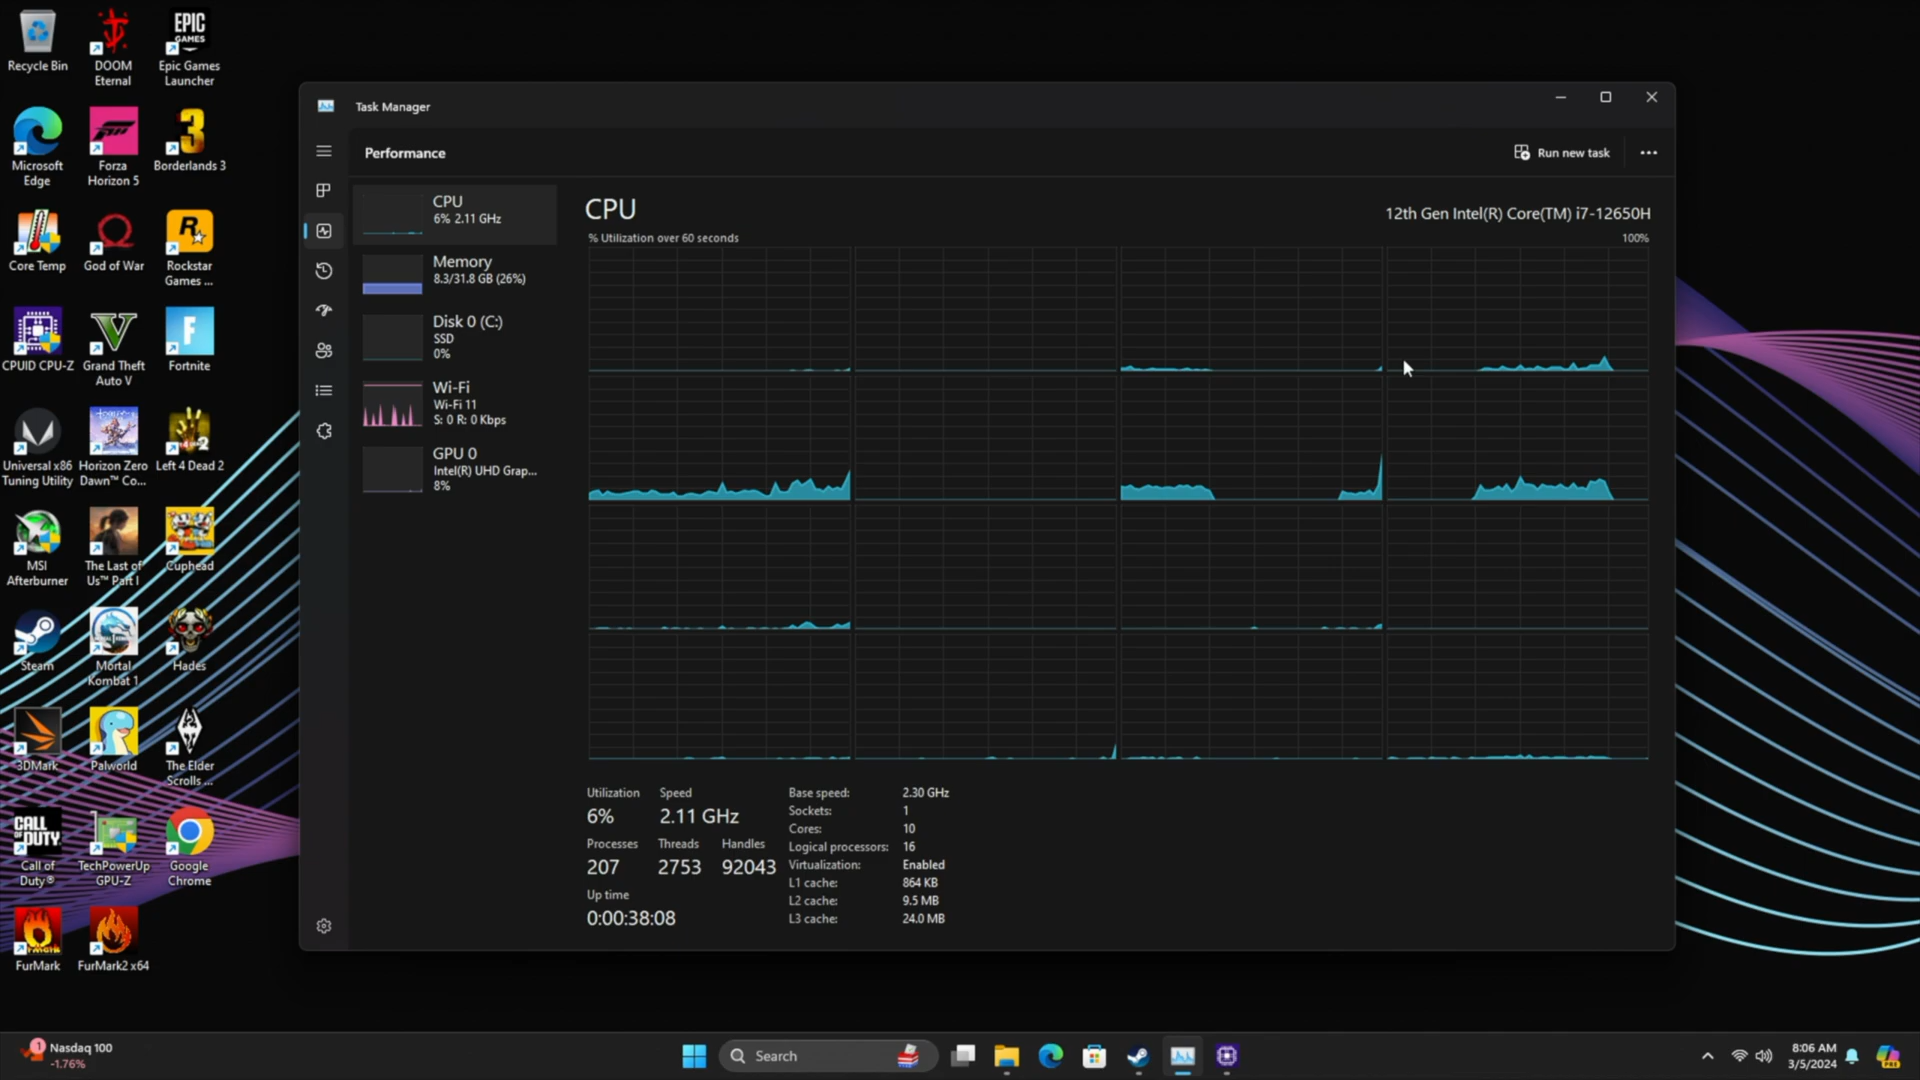 Recycle Bin
DOOM
Eternal
EPIC
GAMES
Epic Games
Launcher
Microsoft
Edge
Forza
Horizon 5
3
Borderlands 3
Core Temp
God of War
R
Rockstar
Games ...
CPUID CPU-Z
V
Grand Theft
Auto V
F
Fortnite
Universal x86
Tuning Utility
Horizon Zero
Dawn™ Co...
2
Left 4 Dead 2
MSI
Afterburner
The Last of
Us™ Part I
Cuphead
Steam
Mortal
Kombat 1
Hades
3DMark
Palworld
The Elder
Scrolls ...
CALL
OF DUTY
Call of
Duty®
TechPowerUp
GPU-Z
Google
Chrome
FurMark
FurMark2 x64
Task Manager
Performance
Run new task
CPU
6% 2.11 GHz
Memory
8.3/31.8 GB (26%)
Disk 0 (C:)
SSD
0%
Wi-Fi
Wi-Fi 11
S: 0 R: 0 Kbps
GPU 0
Intel(R) UHD Grap...
8%
CPU
12th Gen Intel(R) Core(TM) i7-12650H
% Utilization over 60 seconds
100%
Utilization
6%
Speed
2.11 GHz
Processes
207
Threads
2753
Handles
92043
Up time
0:00:38:08
Base speed: 2.30 GHz
Sockets: 1
Cores: 10
Logical processors: 16
Virtualization: Enabled
L1 cache: 864 KB
L2 cache: 9.5 MB
L3 cache: 24.0 MB
1
Nasdaq 100
-1.76%
Search
8:06 AM
3/5/2024
PRE